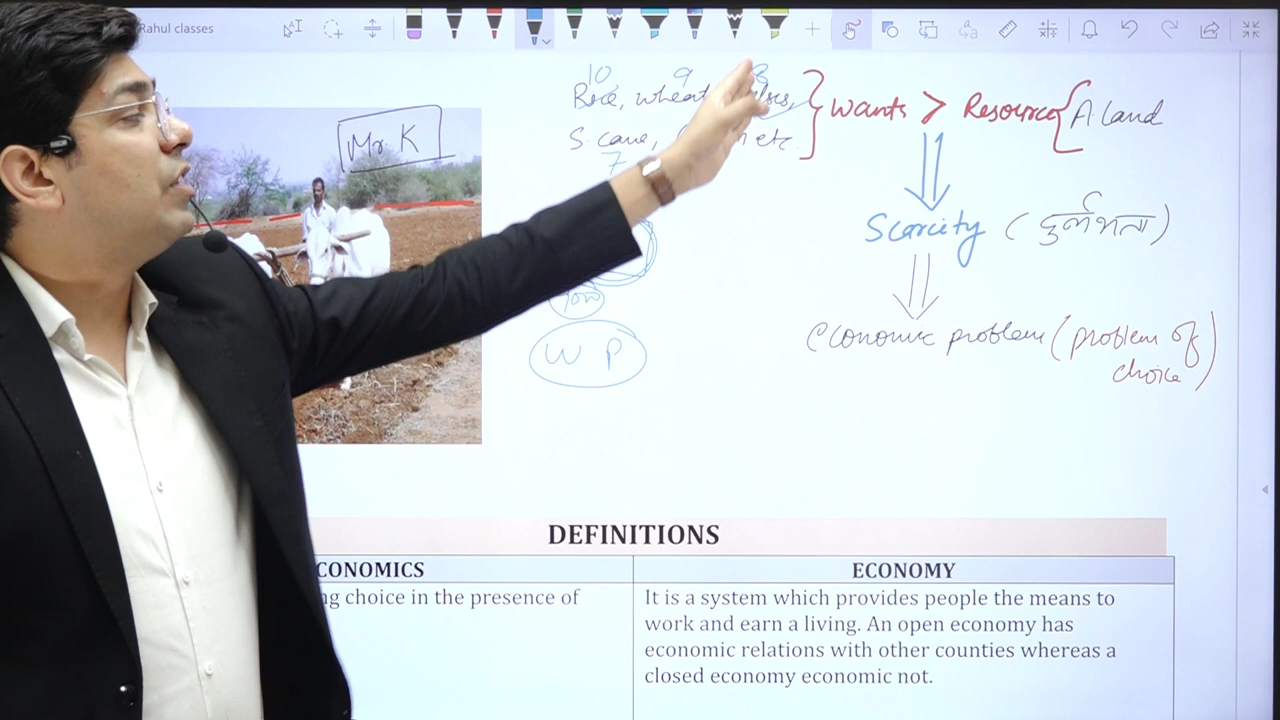 Rahul classes
10 9 8
Rice, wheat
S cane, etc
7
Wants > Resource { A. Land
Mr. K
Scarcity (दुर्लभता)
W P
Economic problem (problem of
choice)
DEFINITIONS
CONOMICS
ECONOMY
ng choice in the presence of
It is a system which provides people the means to
work and earn a living. An open economy has
economic relations with other counties whereas a
closed economy economic not.